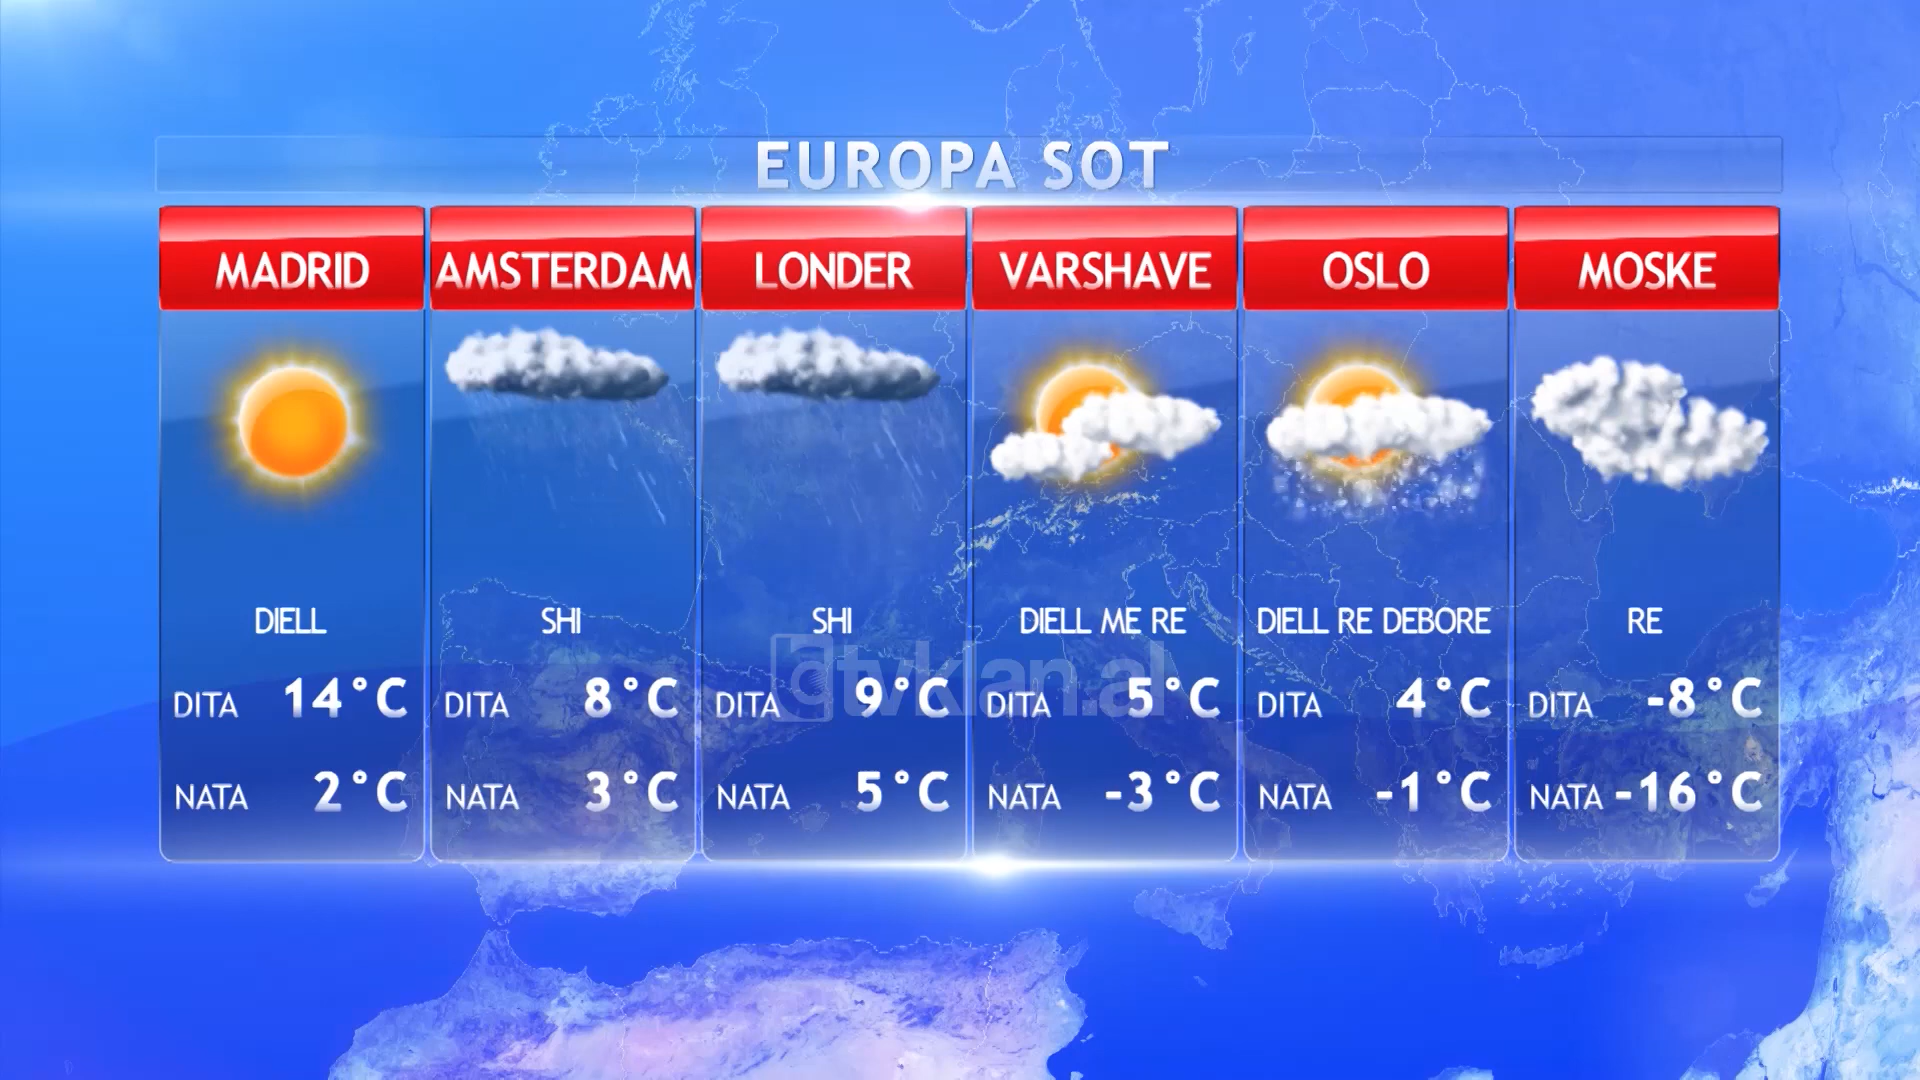 EUROPA SOT
MADRID AMSTERDAM LONDER VARSHAVE OSLO MOSKE
DIELL SHI SHI DIELL ME RE DIELL RE DEBORE RE
tvklan.al
DITA 14°C DITA 8°C DITA 9°C DITA 5°C DITA 4°C DITA -8°C
NATA 2°C NATA 3°C NATA 5°C NATA -3°C NATA -1°C NATA -16°C